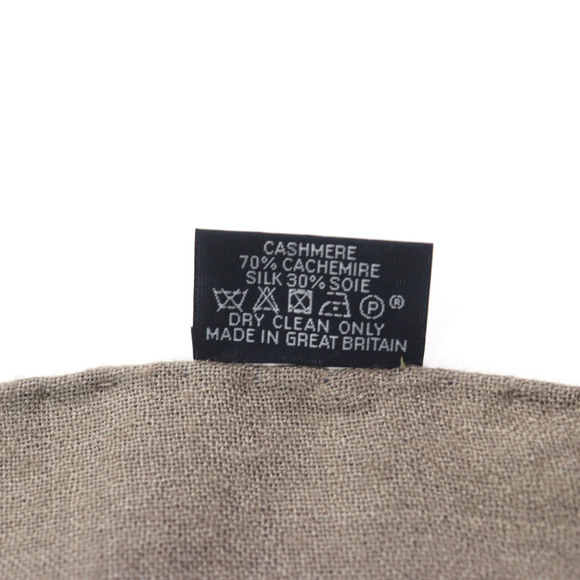 CASHMERE
70% CACHEMIRE
SILK 30% SOIE
P ®
DRY CLEAN ONLY
MADE IN GREAT BRITAIN